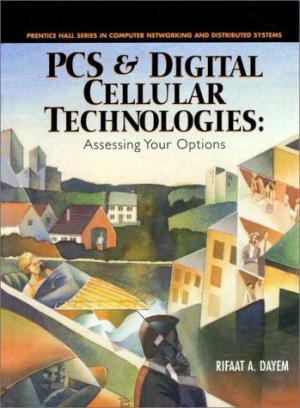 PRENTICE HALL SERIES IN COMPUTER NETWORKING AND DISTRIBUTED SYSTEMS
PCS & DIGITAL
CELLULAR
TECHNOLOGIES:
Assessing Your Options
RIFAAT A. DAYEM